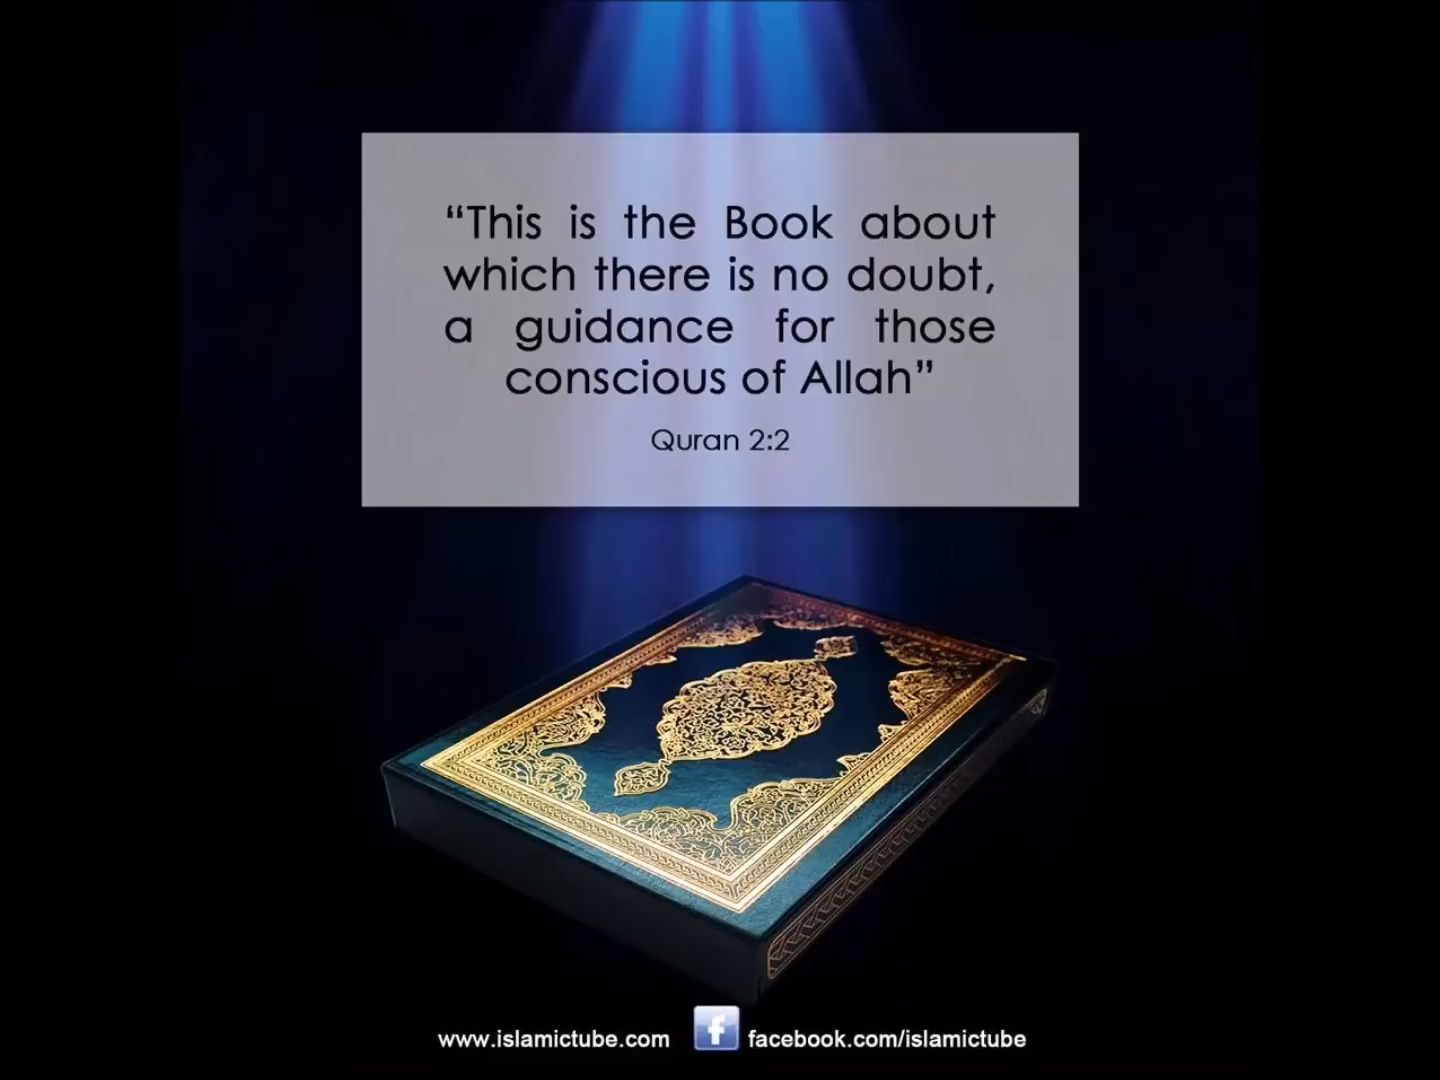 “This is the Book about
which there is no doubt,
a guidance for those
conscious of Allah”
Quran 2:2
www.islamictube.com f facebook.com/islamictube